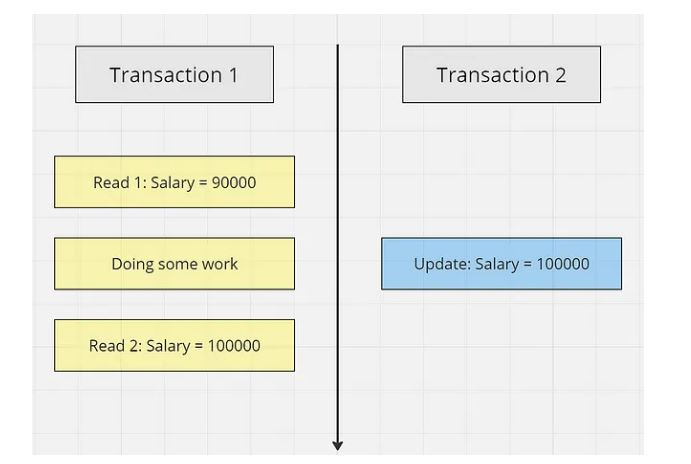 Transaction 1
Transaction 2
Read 1: Salary = 90000
Doing some work
Update: Salary = 100000
Read 2: Salary = 100000